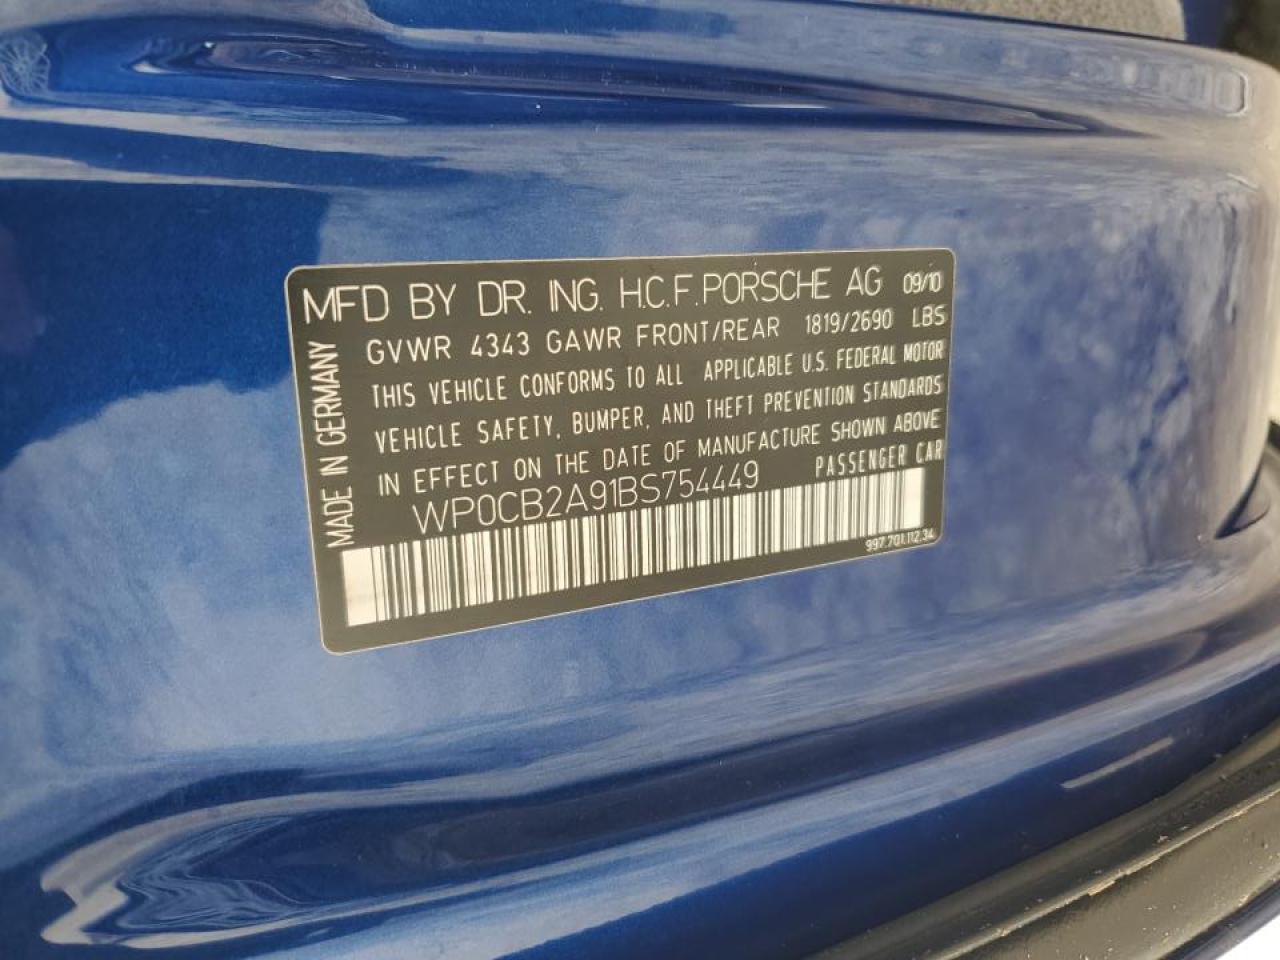 MFD BY DR. ING. H.C.F. PORSCHE AG 09/10
GVWR 4343 GAWR FRONT/REAR 1819/2690 LBS
THIS VEHICLE CONFORMS TO ALL APPLICABLE U.S. FEDERAL MOTOR
VEHICLE SAFETY, BUMPER, AND THEFT PREVENTION STANDARDS
IN EFFECT ON THE DATE OF MANUFACTURE SHOWN ABOVE
WP0CB2A91BS754449 PASSENGER CAR
997.701.112.34
MADE IN GERMANY